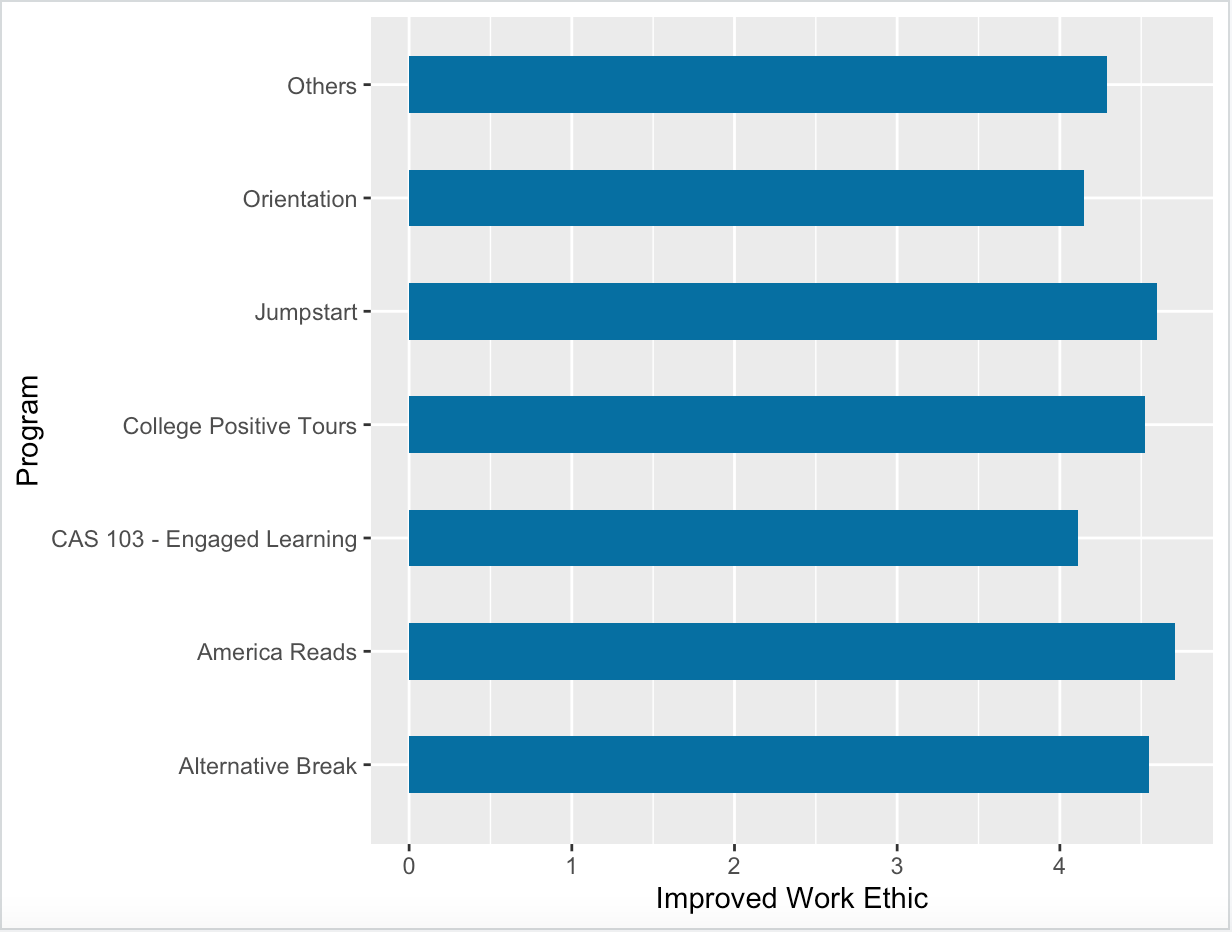 Others
Orientation
Jumpstart
College Positive Tours
CAS 103 - Engaged Learning
America Reads
Alternative Break
Program
0 1 2 3 4
Improved Work Ethic